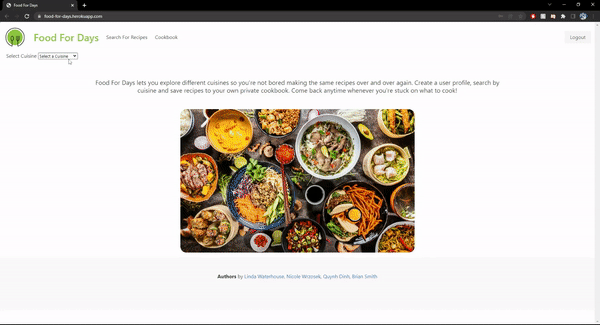 Food For Days
food-for-days.herokuapp.com
Food For Days
Search For Recipes
Cookbook
Logout
Select Cuisine
Select a Cuisine
Food For Days lets you explore different cuisines so you're not bored making the same recipes over and over again. Create a user profile, search by
cuisine and save recipes to your own private cookbook. Come back anytime whenever you're stuck on what to cook!
Authors by Linda Waterhouse, Nicole Wrzosek, Quynh Dinh, Brian Smith